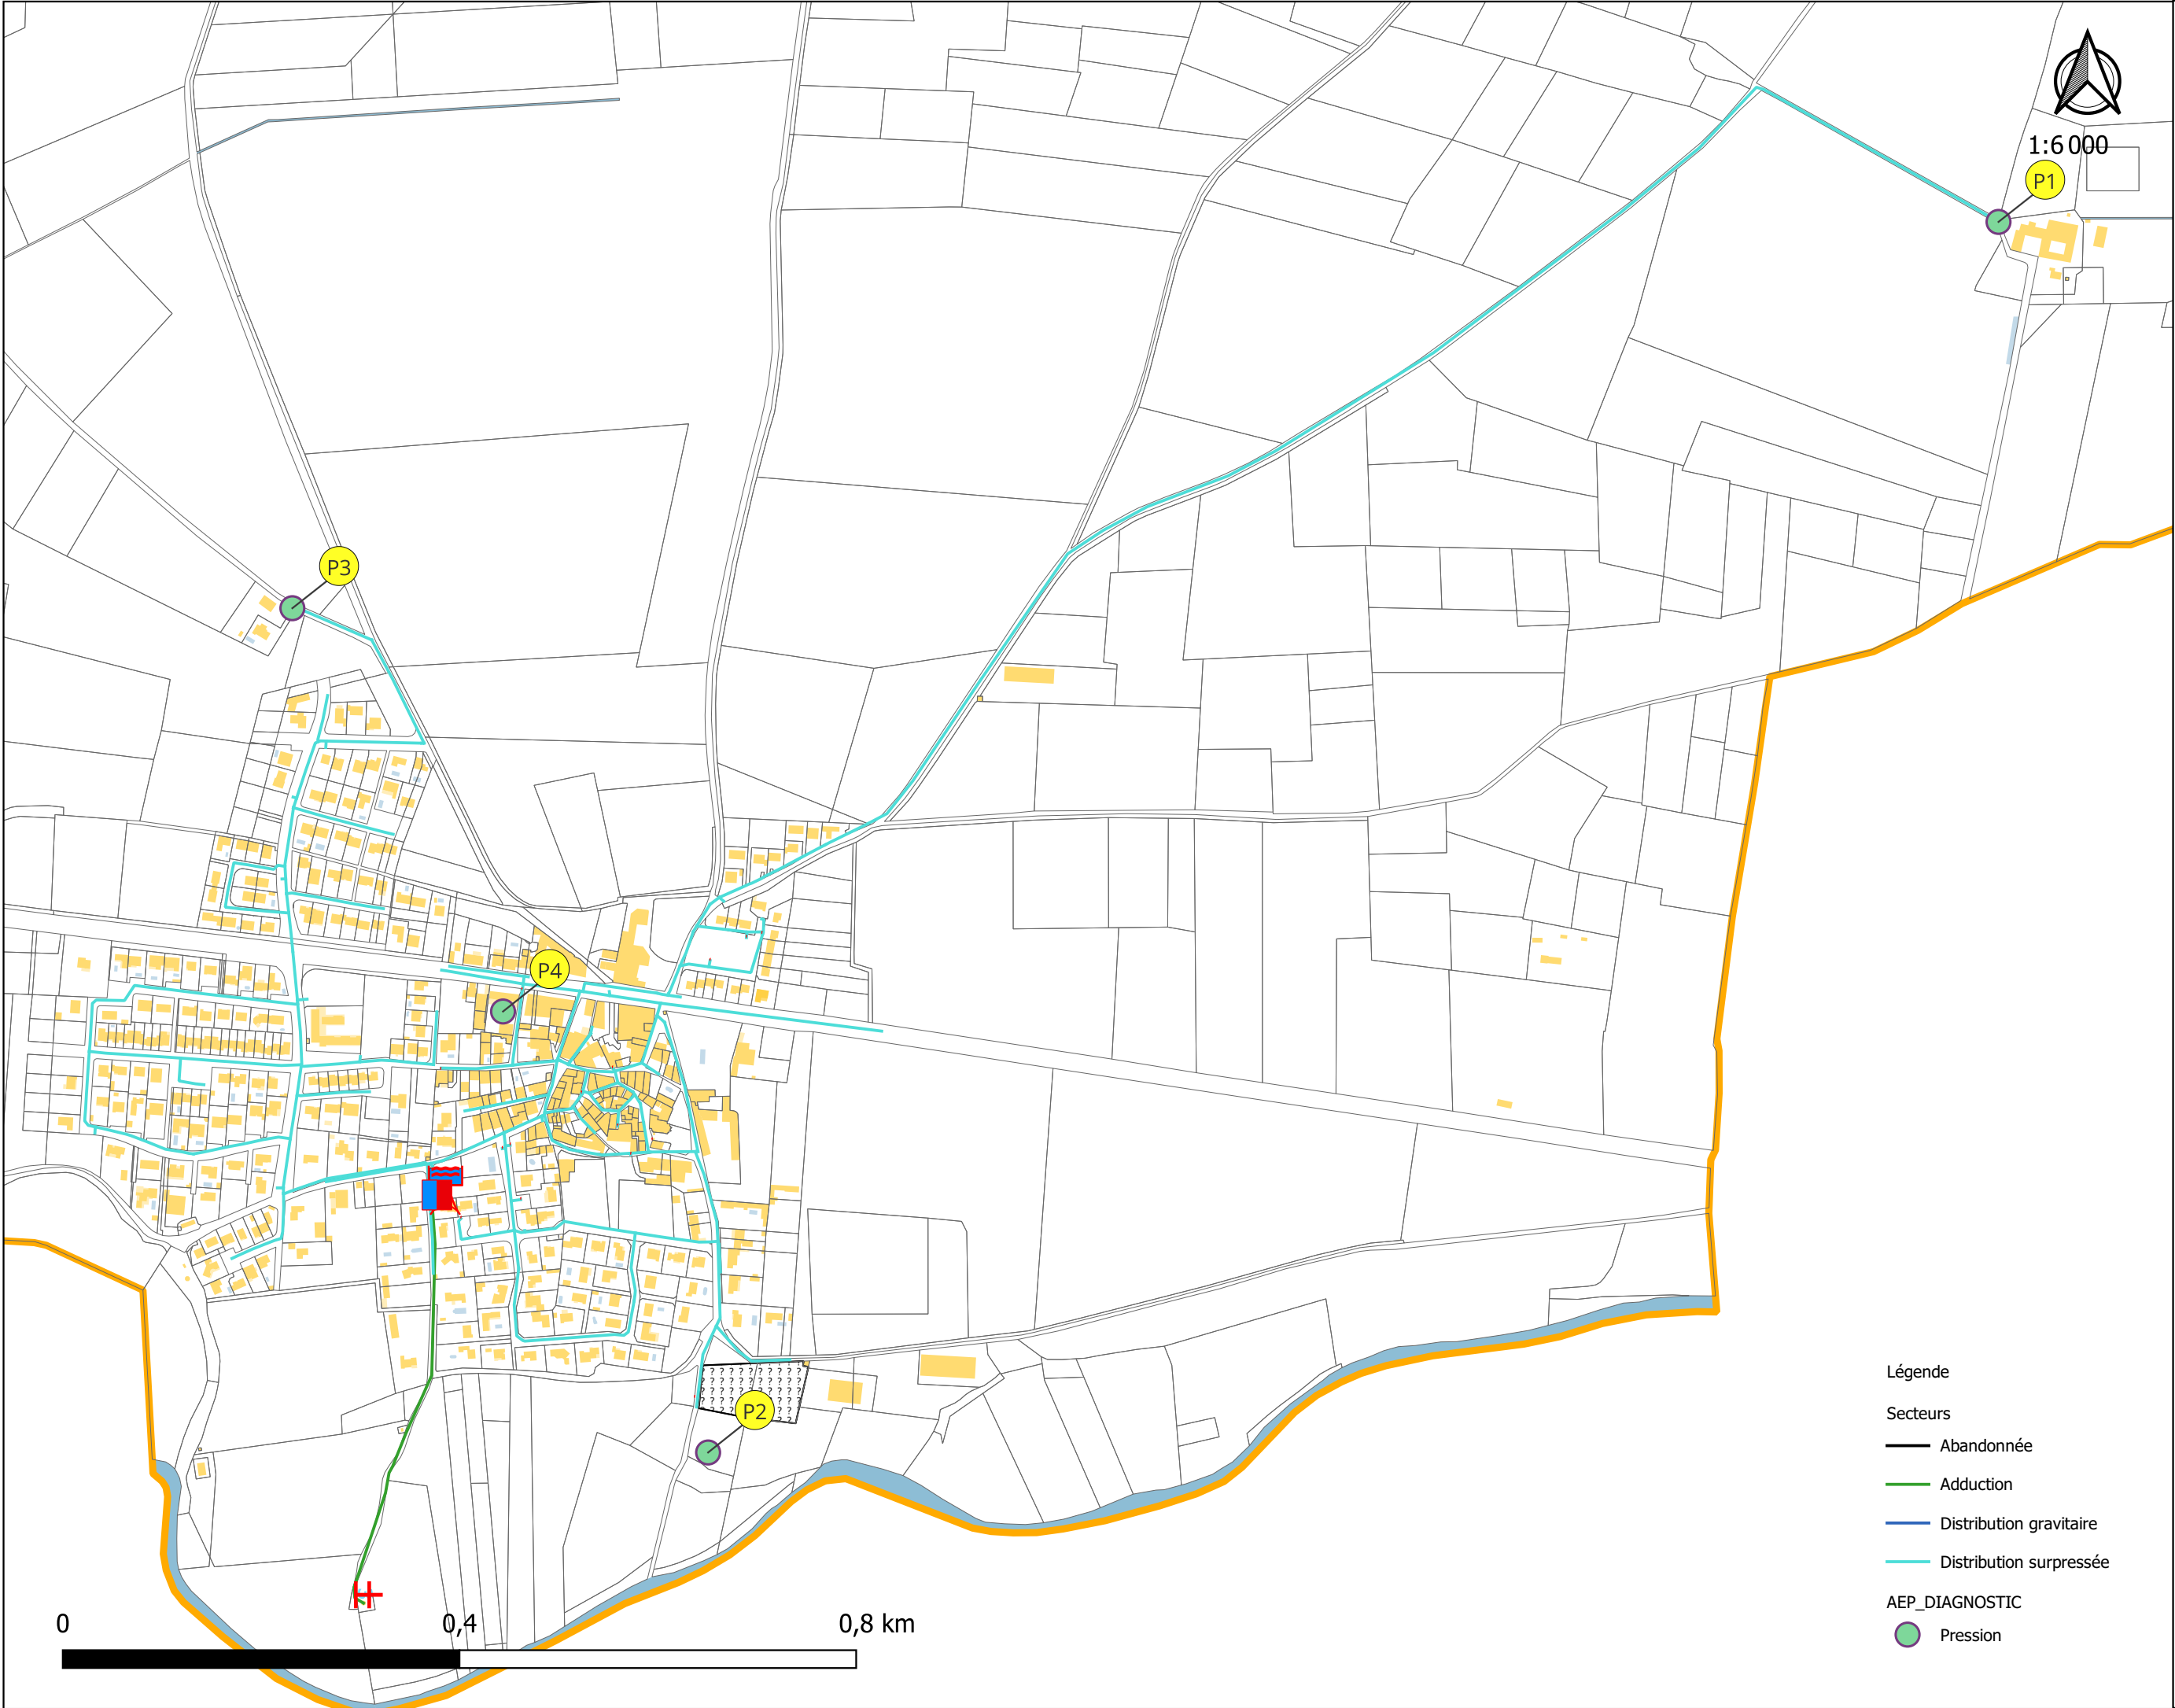 1:6 000
P1
P3
P4
P2
Légende
Secteurs
Abandonnée
Adduction
Distribution gravitaire
Distribution surpressée
AEP_DIAGNOSTIC
Pression
0 0,4 0,8 km
? ? ? ? ? ? ? ? ? ?
? ? ? ? ? ? ? ? ? ?